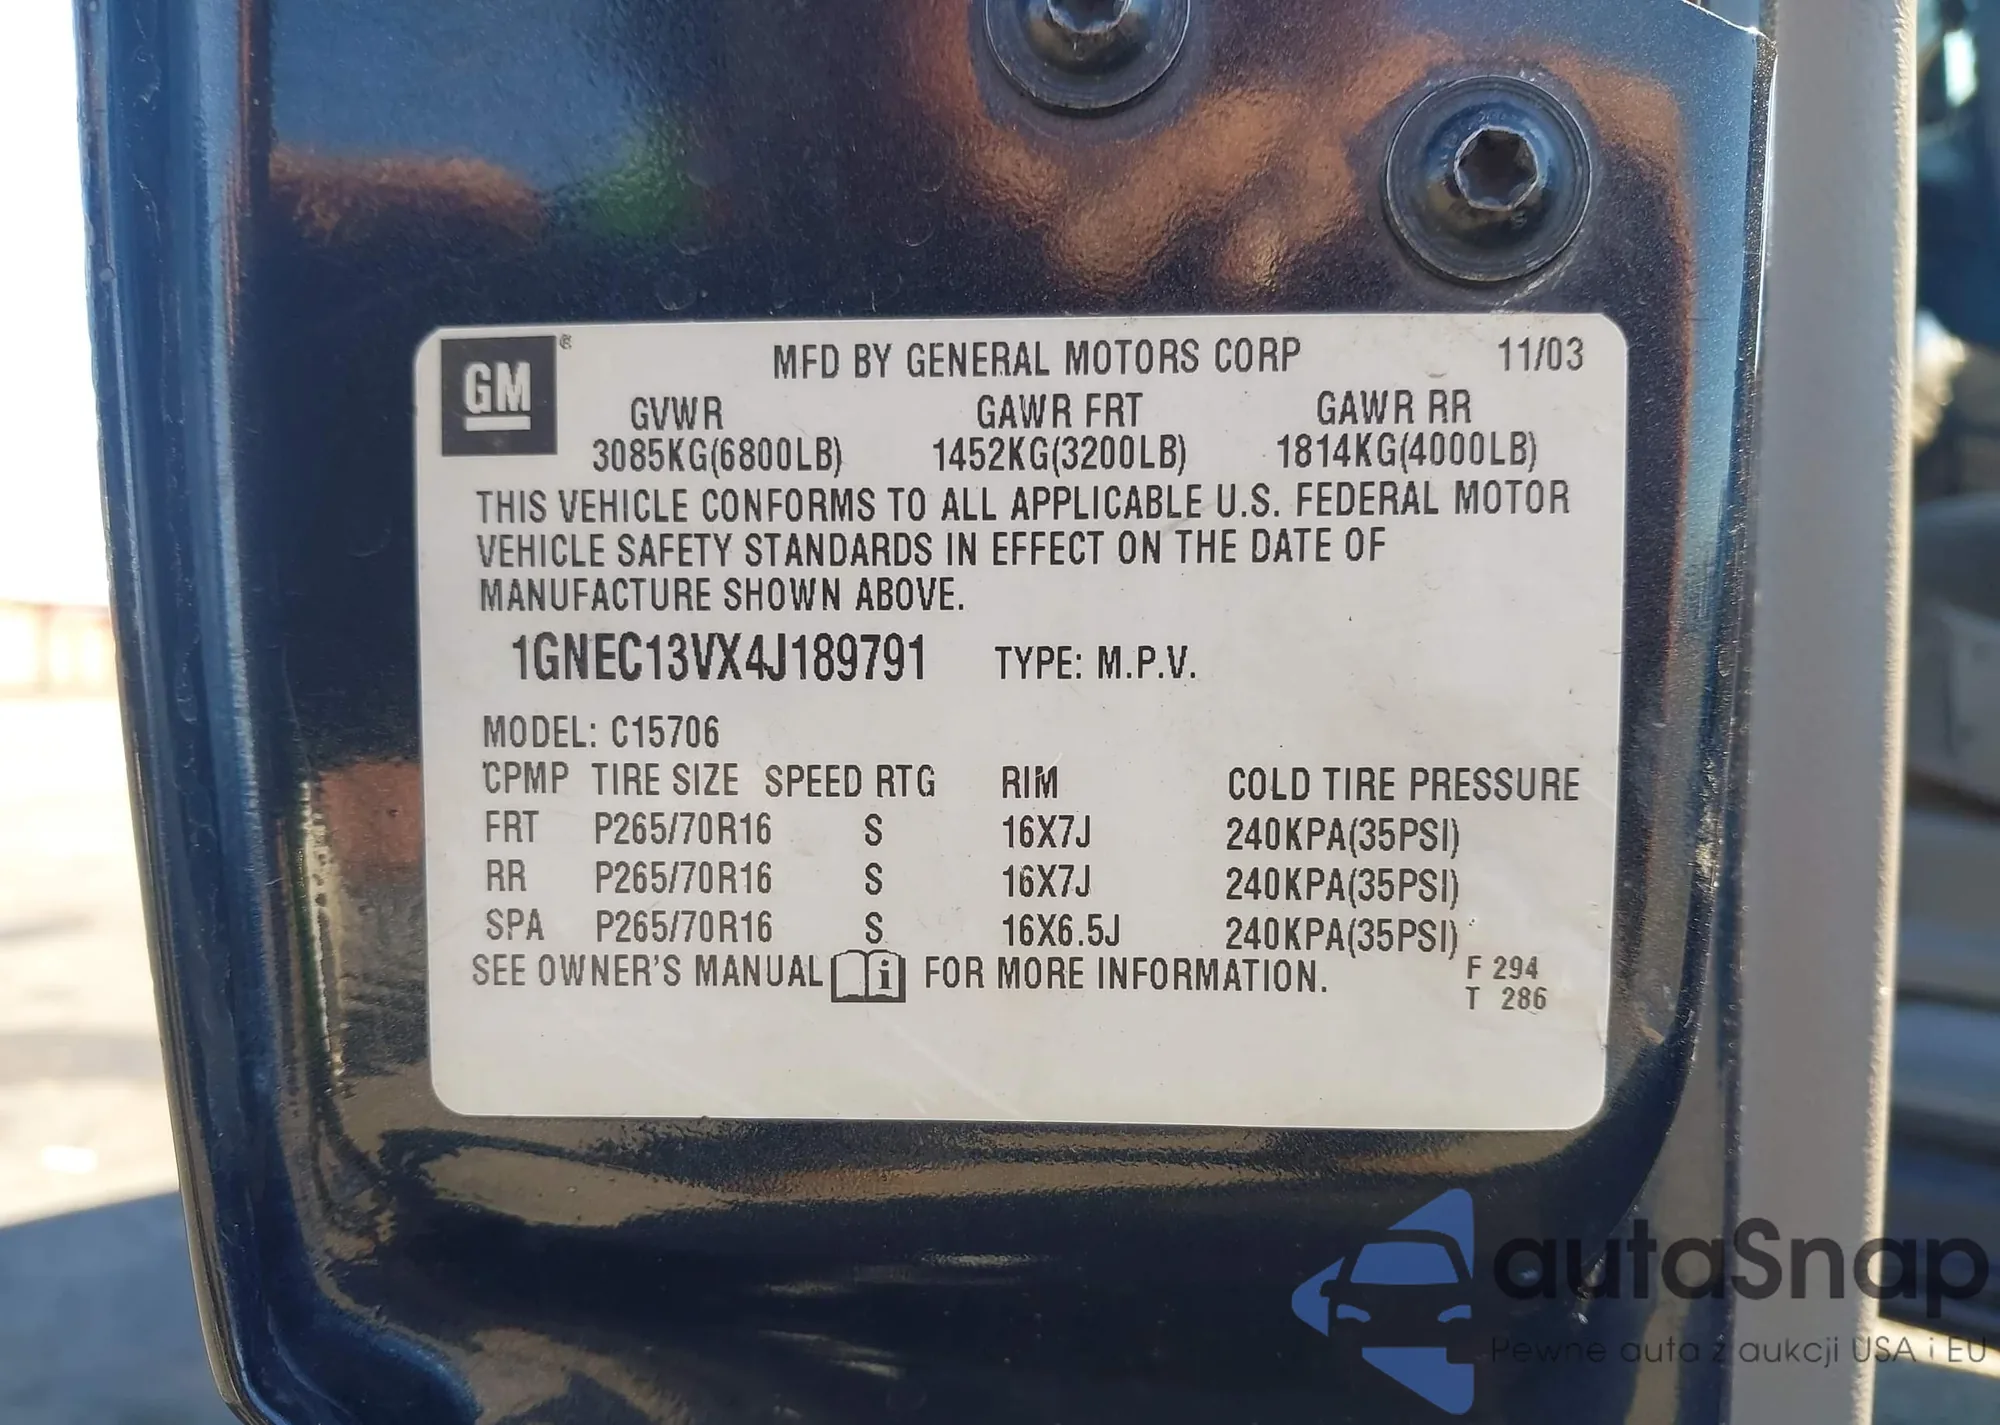 GM®
MFD BY GENERAL MOTORS CORP 11/03
GVWR GAWR FRT GAWR RR
3085KG(6800LB) 1452KG(3200LB) 1814KG(4000LB)
THIS VEHICLE CONFORMS TO ALL APPLICABLE U.S. FEDERAL MOTOR
VEHICLE SAFETY STANDARDS IN EFFECT ON THE DATE OF
MANUFACTURE SHOWN ABOVE.
1GNEC13VX4J189791 TYPE: M.P.V.
MODEL: C15706
CPMP TIRE SIZE SPEED RTG RIM COLD TIRE PRESSURE
FRT P265/70R16 S 16X7J 240KPA(35PSI)
RR P265/70R16 S 16X7J 240KPA(35PSI)
SPA P265/70R16 S 16X6.5J 240KPA(35PSI)
SEE OWNER'S MANUAL i FOR MORE INFORMATION.
F 294
T 286
autaSnap
Pewne auta z aukcji USA i EU